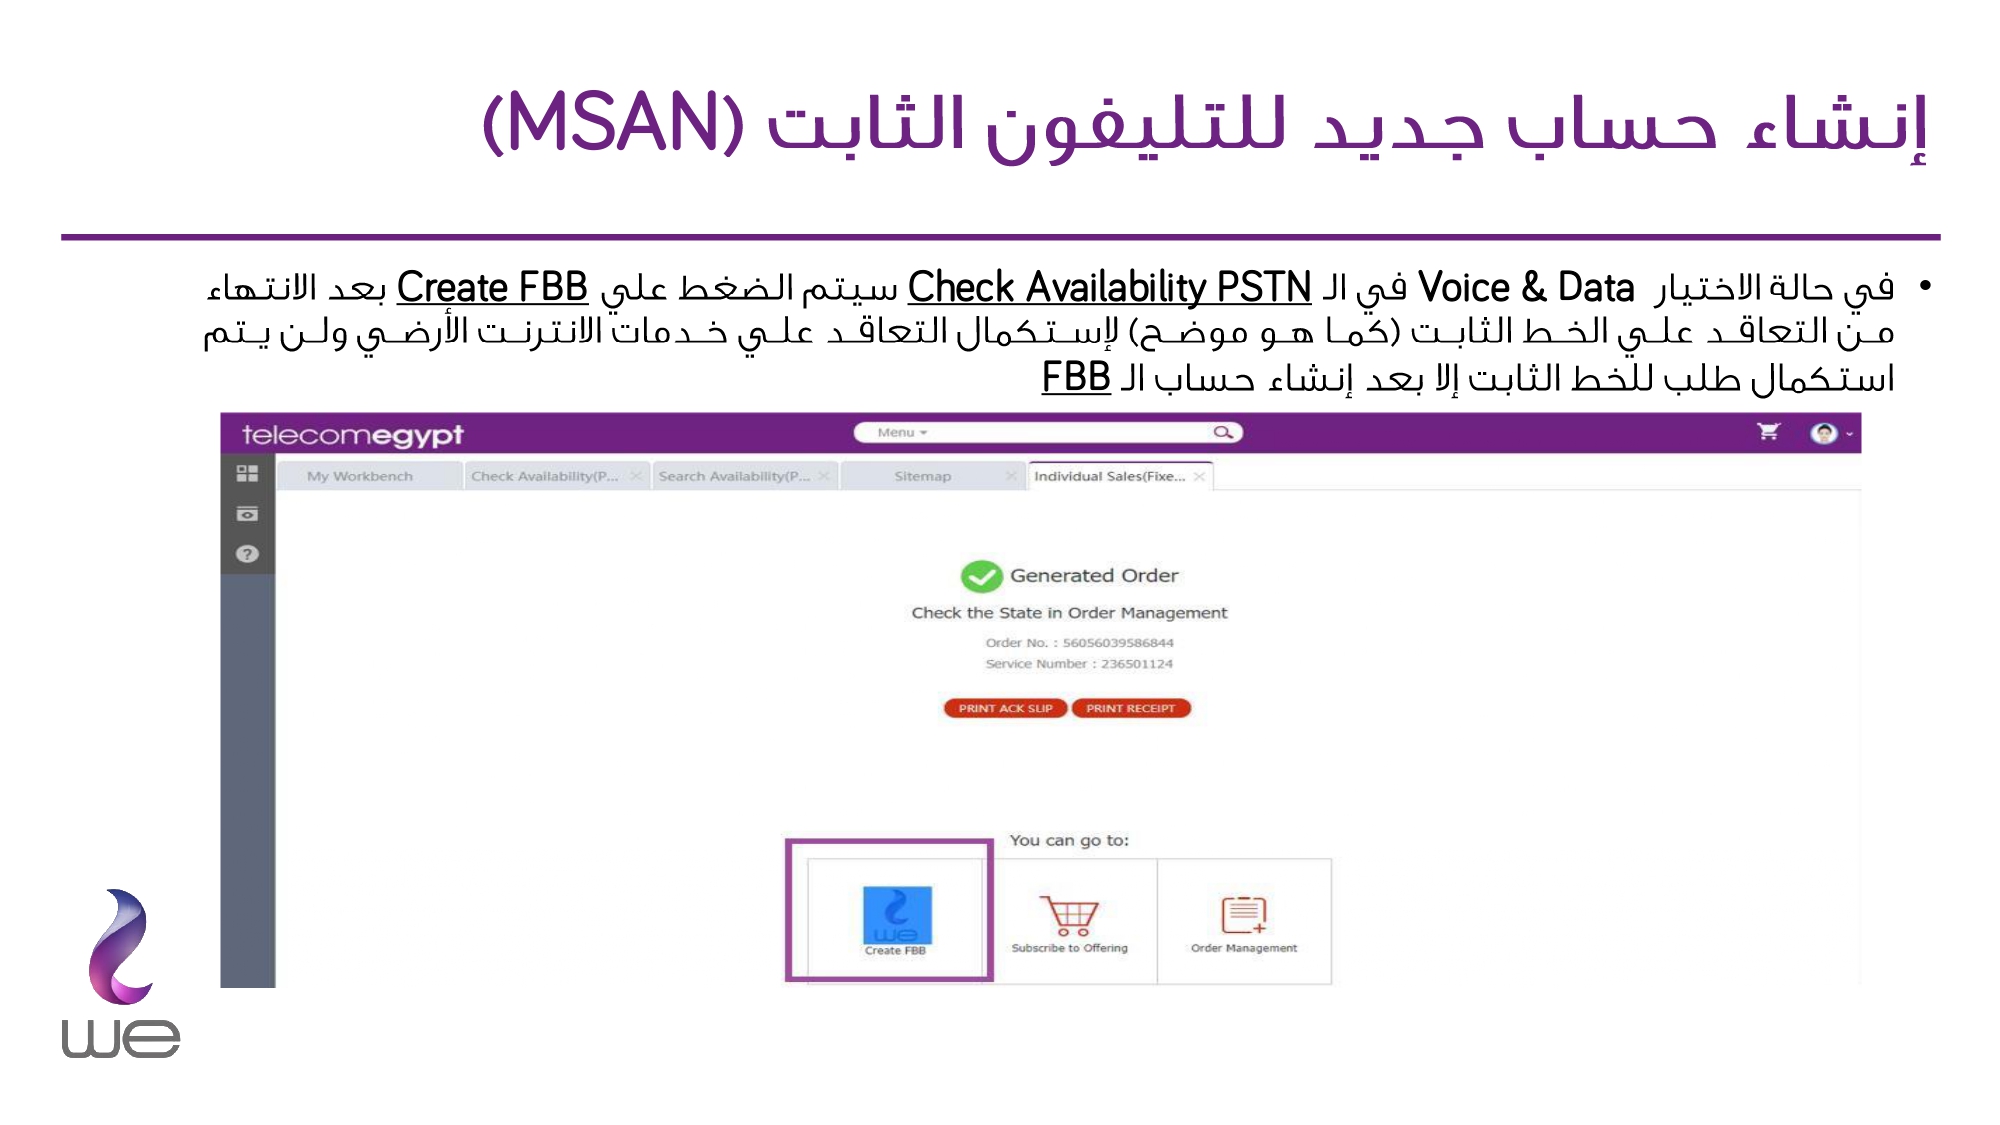 إنشاء حساب جديد للتليفون الثابت (MSAN)
• في حالة الاختيار Voice & Data في الـ Check Availability PSTN سيتم الضغط علي Create FBB بعد الانتهاء
من التعاقد علي الخط الثابت (كما هو موضح) لإستكمال التعاقد علي خدمات الانترنت الأرضي ولن يتم
استكمال طلب للخط الثابت إلا بعد إنشاء حساب الـ FBB
telecomegypt
Menu
My Workbench
Check Availability(P...
Search Availability(P...
Sitemap
Individual Sales(Fixe...
Generated Order
Check the State in Order Management
Order No. : 56056039586844
Service Number : 236501124
PRINT ACK SLIP
PRINT RECEIPT
You can go to:
we
Create FBB
Subscribe to Offering
Order Management
we